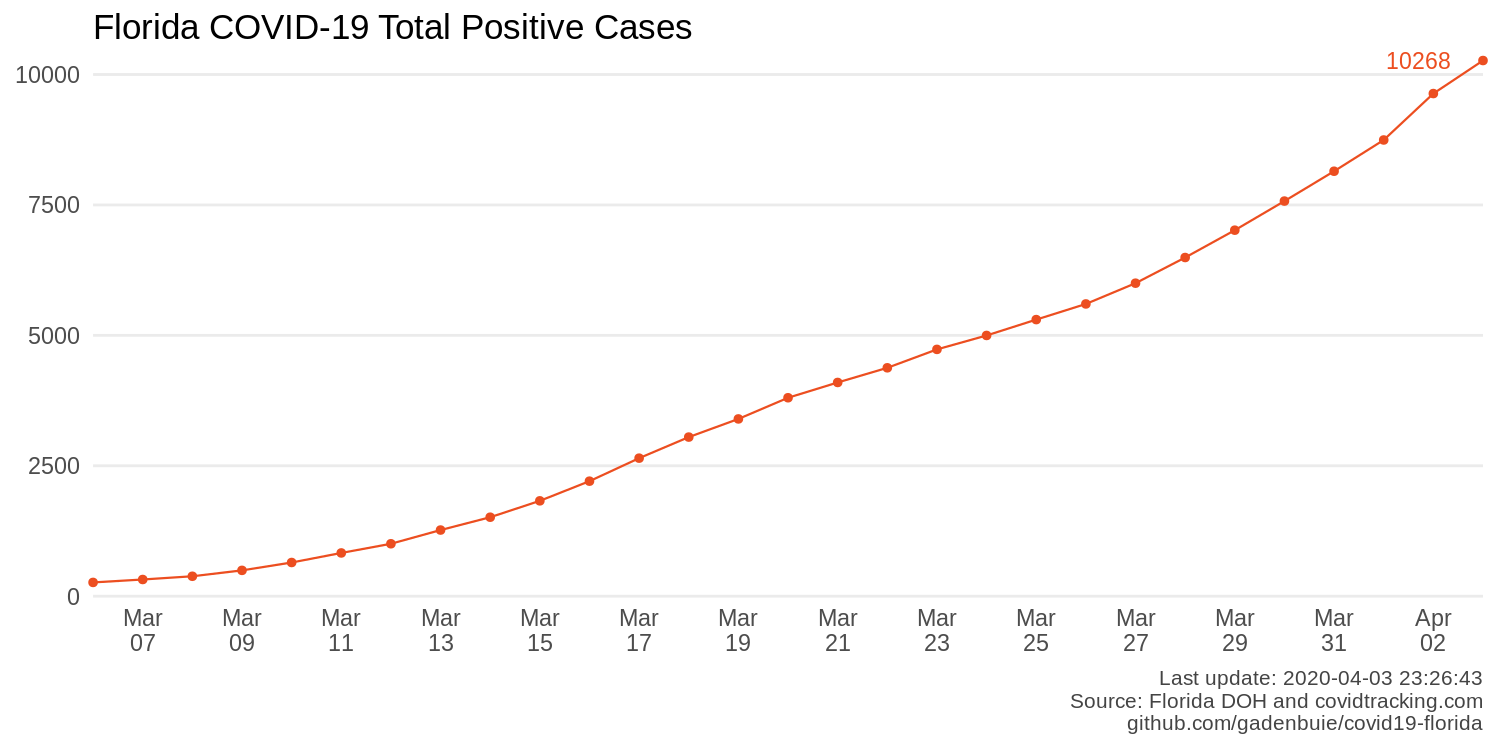 Florida COVID-19 Total Positive Cases
10268
10000
7500
5000
2500
0
Mar Mar Mar Mar Mar Mar Mar Mar Mar Mar Mar Mar Mar Apr
07 09 11 13 15 17 19 21 23 25 27 29 31 02
Last update: 2020-04-03 23:26:43
Source: Florida DOH and covidtracking.com
github.com/gadenbuie/covid19-florida